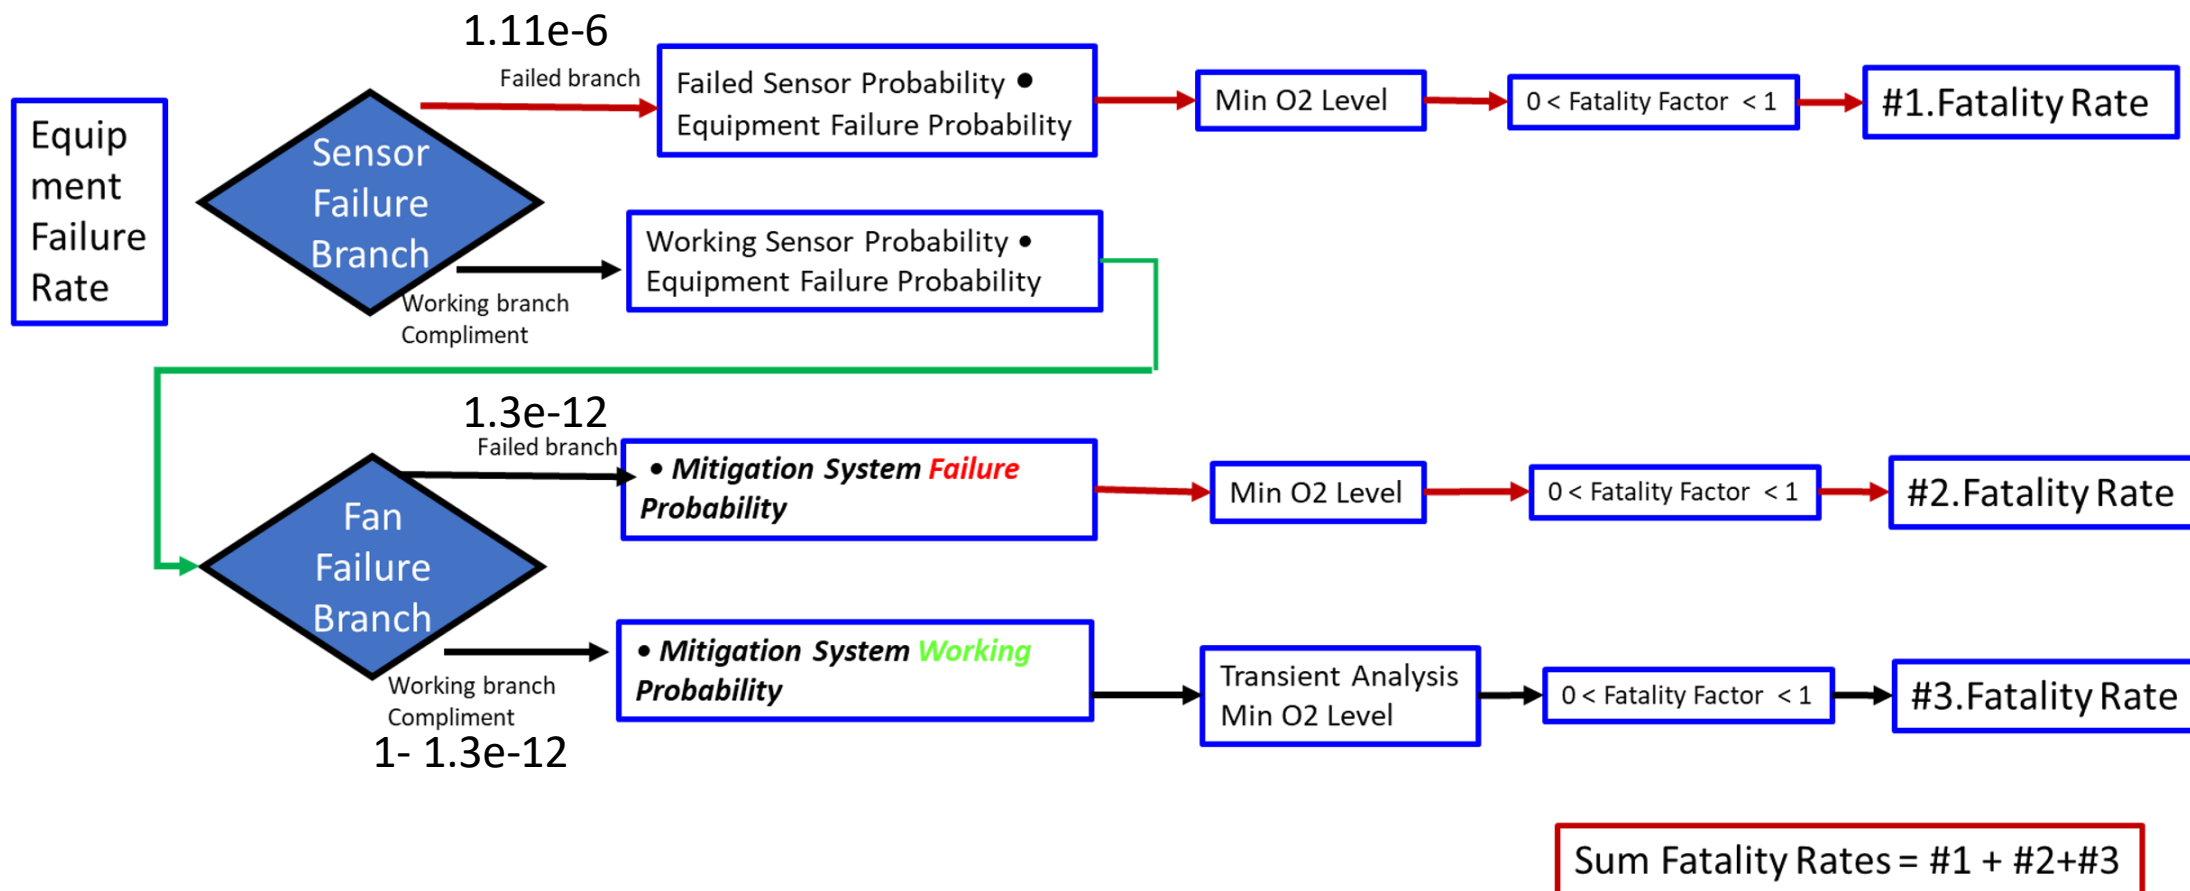 Equip
ment
Failure
Rate
Sensor
Failure
Branch
1.11e-6
Failed branch
Failed Sensor Probability •
Equipment Failure Probability
Min O2 Level
0 < Fatality Factor < 1
#1.Fatality Rate
Working branch
Compliment
Working Sensor Probability •
Equipment Failure Probability
Fan
Failure
Branch
1.3e-12
Failed branch
• Mitigation System Failure
Probability
Min O2 Level
0 < Fatality Factor < 1
#2.Fatality Rate
Working branch
Compliment
1- 1.3e-12
• Mitigation System Working
Probability
Transient Analysis
Min O2 Level
0 < Fatality Factor < 1
#3.Fatality Rate
Sum Fatality Rates = #1 + #2+#3